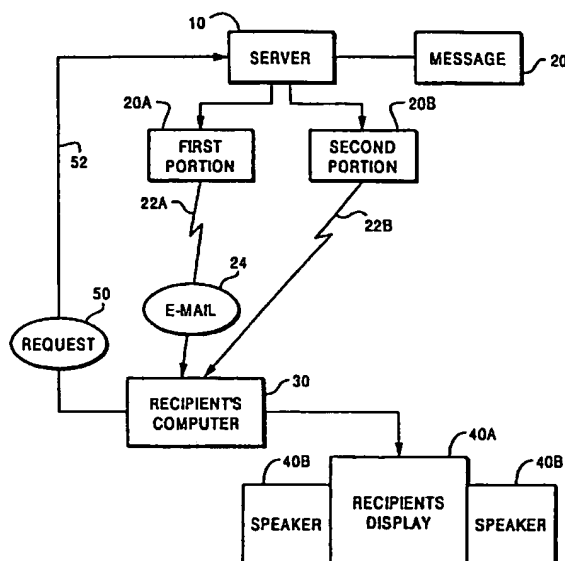 10
SERVER
MESSAGE
20
20A
20B
FIRST
PORTION
SECOND
PORTION
52
22A
22B
24
E-MAIL
50
REQUEST
30
RECIPIENT'S
COMPUTER
40A
40B
40B
SPEAKER
RECIPIENTS
DISPLAY
SPEAKER